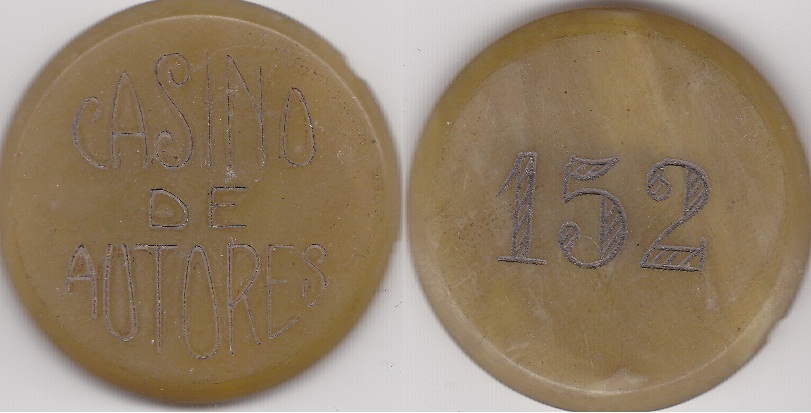 CASINO
DE
AUTORES
152